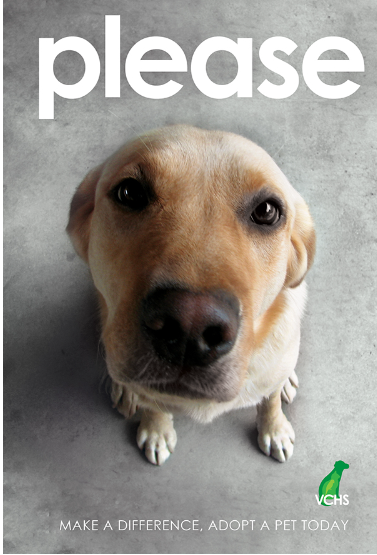 please
VCHS
MAKE A DIFFERENCE, ADOPT A PET TODAY